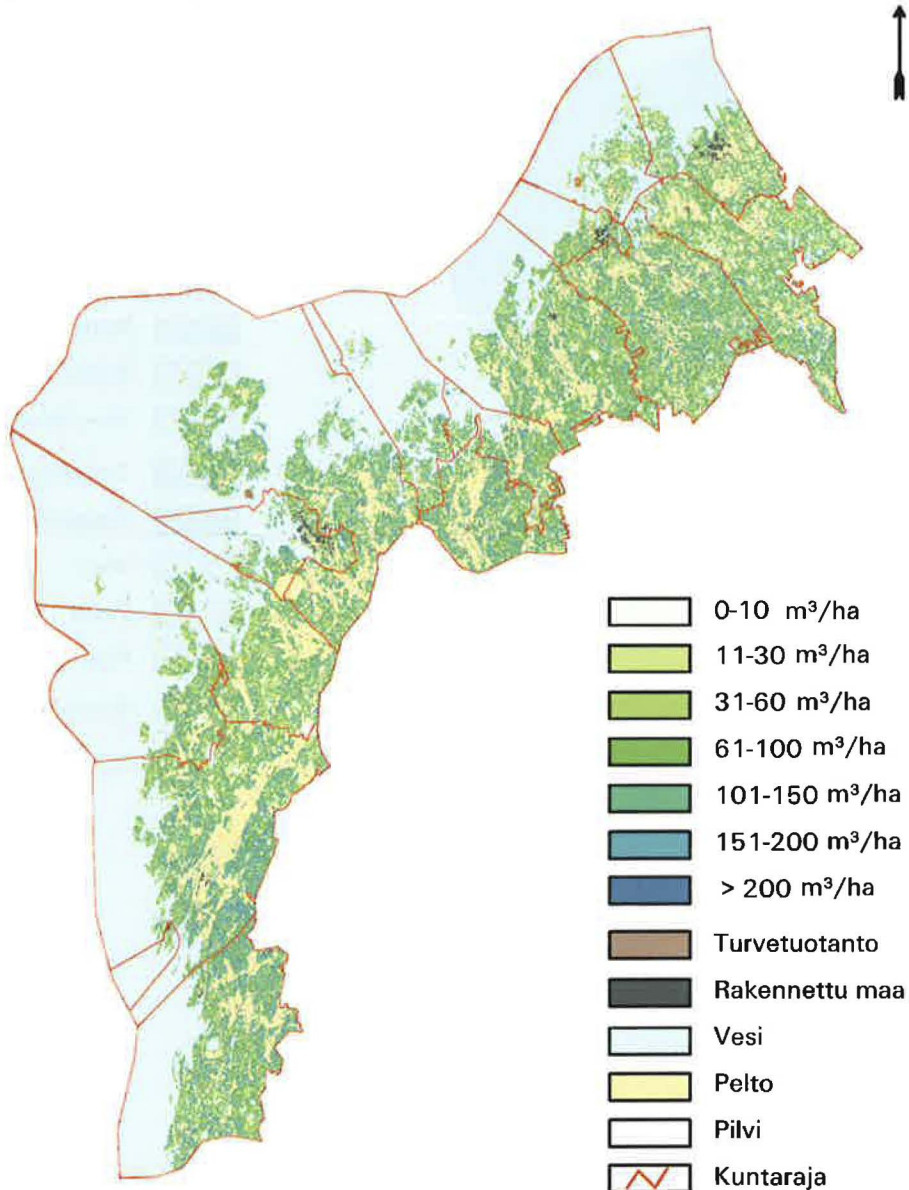 0-10 m³/ha
11-30 m³/ha
31-60 m³/ha
61-100 m³/ha
101-150 m³/ha
151-200 m³/ha
> 200 m³/ha
Turvetuotanto
Rakennettu maa
Vesi
Pelto
Pilvi
Kuntaraja